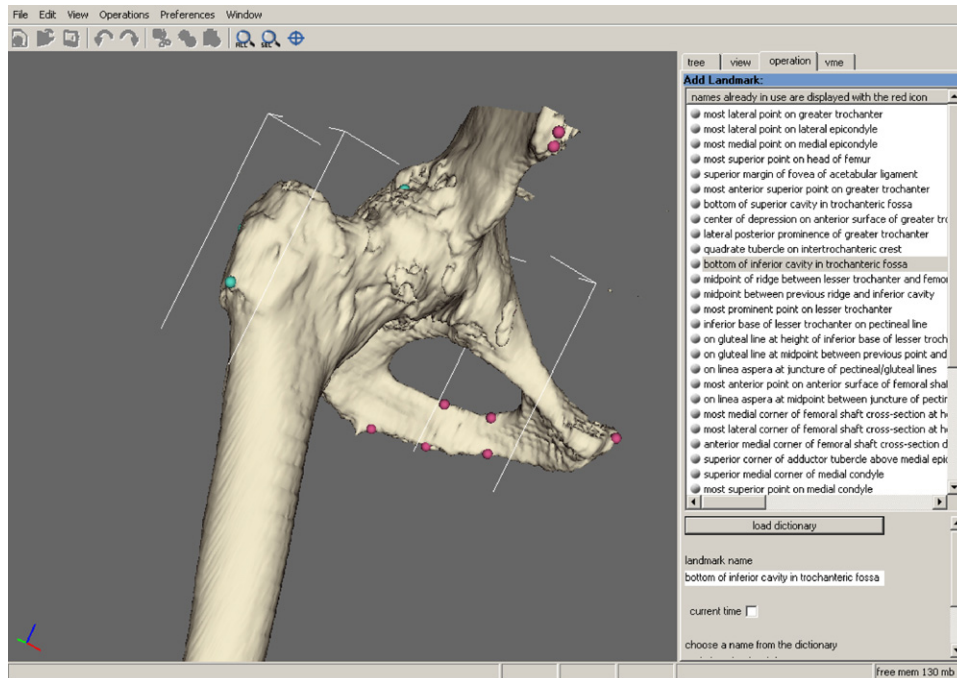 File Edit View Operations Preferences Window
tree view operation vme
Add Landmark:
names already in use are displayed with the red icon
most lateral point on greater trochanter
most lateral point on lateral epicondyle
most medial point on medial epicondyle
most superior point on head of femur
superior margin of fovea of acetabular ligament
most anterior superior point on greater trochanter
bottom of superior cavity in trochanteric fossa
center of depression on anterior surface of greater tro
lateral posterior prominence of greater trochanter
quadrate tubercle on intertrochanteric crest
bottom of inferior cavity in trochanteric fossa
midpoint of ridge between lesser trochanter and femo
midpoint between previous ridge and inferior cavity
most prominent point on lesser trochanter
inferior base of lesser trochanter on pectineal line
on gluteal line at height of inferior base of lesser troch
on gluteal line at midpoint between previous point and
on linea aspera at juncture of pectineal/gluteal lines
most anterior point on anterior surface of femoral shaf
on linea aspera at midpoint between juncture of pectin
most medial corner of femoral shaft cross-section at he
most lateral corner of femoral shaft cross-section at he
anterior medial corner of femoral shaft cross-section d
superior corner of adductor tubercle above medial epic
superior medial corner of medial condyle
most superior point on medial condyle
load dictionary
landmark name
bottom of inferior cavity in trochanteric fossa
current time
choose a name from the dictionary
free mem 130 mb